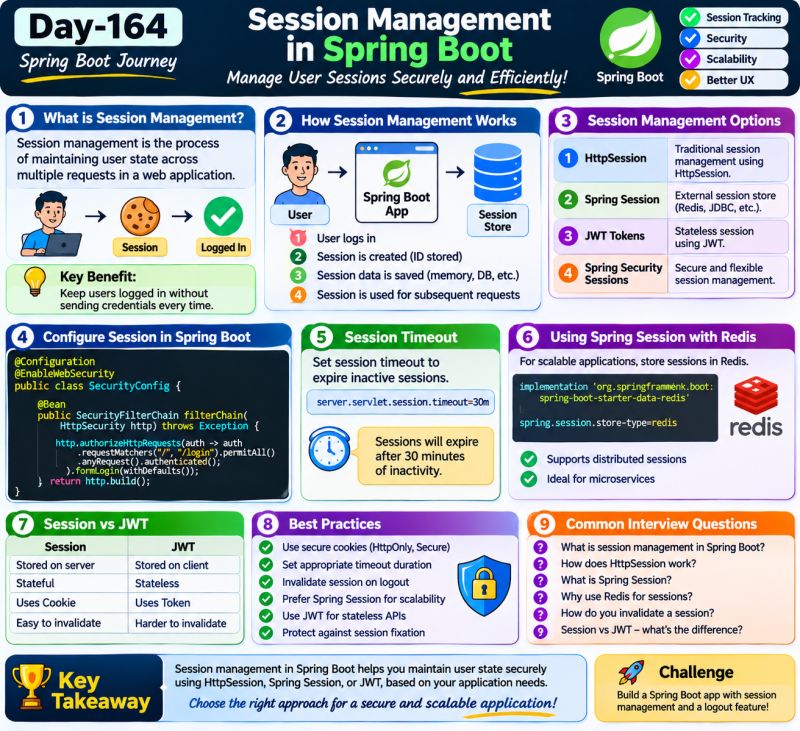 Day-164
Spring Boot Journey
Session Management
in Spring Boot
Manage User Sessions Securely and Efficiently!
Spring Boot
Session Tracking
Security
Scalability
Better UX
1 What is Session Management?
Session management is the process
of maintaining user state across
multiple requests in a web application.
Session
Logged In
Key Benefit:
Keep users logged in without
sending credentials every time.
2 How Session Management Works
User
Spring Boot
App
Session
Store
1 User logs in
2 Session is created (ID stored)
3 Session data is saved (memory, DB, etc.)
4 Session is used for subsequent requests
3 Session Management Options
1 HttpSession
Traditional session
management using
HttpSession.
2 Spring Session
External session store
(Redis, JDBC, etc.).
3 JWT Tokens
Stateless session
using JWT.
4 Spring Security
Sessions
Secure and flexible
session management.
4 Configure Session in Spring Boot
@Configuration
@EnableWebSecurity
public class SecurityConfig {
@Bean
public SecurityFilterChain filterChain(
HttpSecurity http) throws Exception {
http.authorizeHttpRequests(auth -> auth
.requestMatchers("/", "/login").permitAll()
.anyRequest().authenticated();
).formLogin(withDefaults());
} return http.build();
}
5 Session Timeout
Set session timeout to
expire inactive sessions.
server.servlet.session.timeout=30m
Sessions will expire
after 30 minutes
of inactivity.
6 Using Spring Session with Redis
For scalable applications, store sessions in Redis.
implementation 'org.springframmenk.boot:
spring-boot-starter-data-redis'
spring.session.store-type=redis
redis
Supports distributed sessions
Ideal for microservices
7 Session vs JWT
Session JWT
Stored on server Stored on client
Stateful Stateless
Uses Cookie Uses Token
Easy to invalidate Harder to invalidate
8 Best Practices
Use secure cookies (HttpOnly, Secure)
Set appropriate timeout duration
Invalidate session on logout
Prefer Spring Session for scalability
Use JWT for stateless APIs
Protect against session fixation
9 Common Interview Questions
? What is session management in Spring Boot?
? How does HttpSession work?
? What is Spring Session?
? Why use Redis for sessions?
? How do you invalidate a session?
9 Session vs JWT – what's the difference?
Key
Takeaway
Session management in Spring Boot helps you maintain user state securely
using HttpSession, Spring Session, or JWT, based on your application needs.
Choose the right approach for a secure and scalable application!
Challenge
Build a Spring Boot app with session
management and a logout feature!